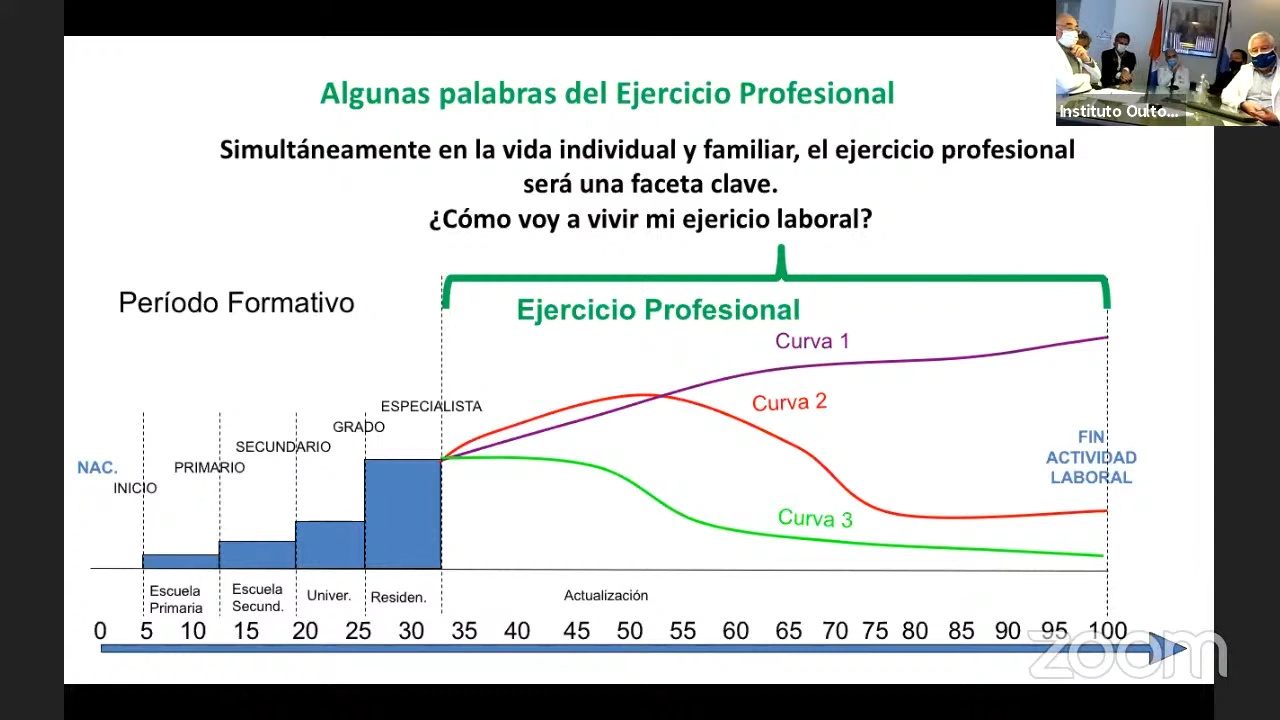 Algunas palabras del Ejercicio Profesional
Instituto Oulto...
Simultáneamente en la vida individual y familiar, el ejercicio profesional
será una faceta clave.
¿Cómo voy a vivir mi ejericio laboral?
Período Formativo
Ejercicio Profesional
Curva 1
Curva 2
ESPECIALISTA
GRADO
SECUNDARIO
PRIMARIO
NAC.
INICIO
FIN
ACTIVIDAD
LABORAL
Curva 3
Escuela
Primaria
Escuela
Secund.
Univer.
Residen.
Actualización
0 5 10 15 20 25 30 35 40 45 50 55 60 65 70 75 80 85 90 95 100
zoom